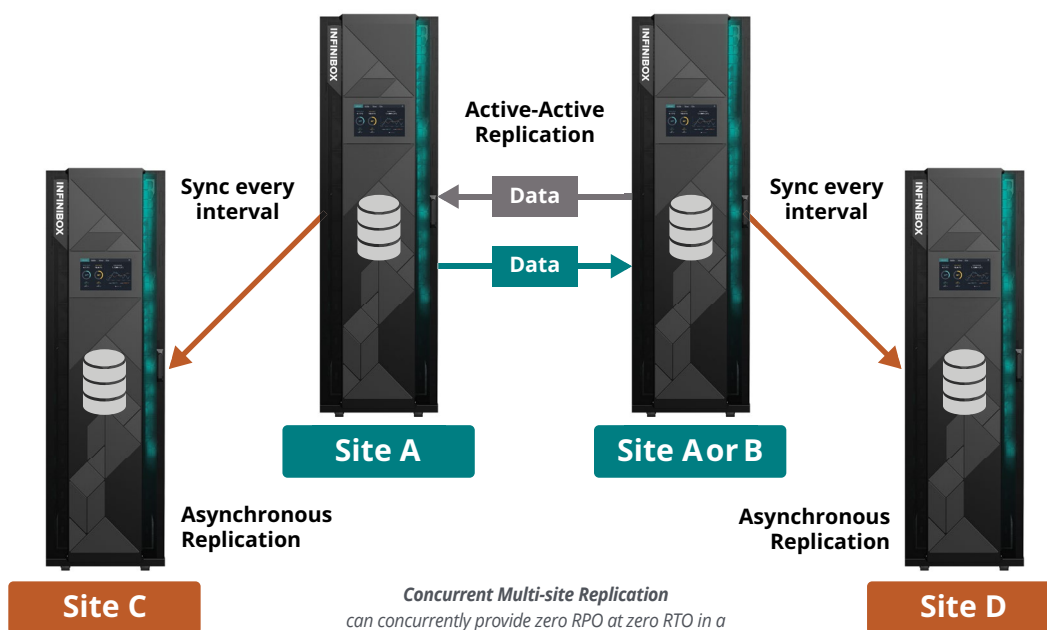 INFINIBOX
INFINIBOX
Active-Active
Replication
INFINIBOX
Sync every
interval
Data
Sync every
interval
INFINIBOX
Data
Site A
Site A or B
Asynchronous
Replication
Asynchronous
Replication
Site C
Concurrent Multi-site Replication
can concurrently provide zero RPO at zero RTO in a
Site D